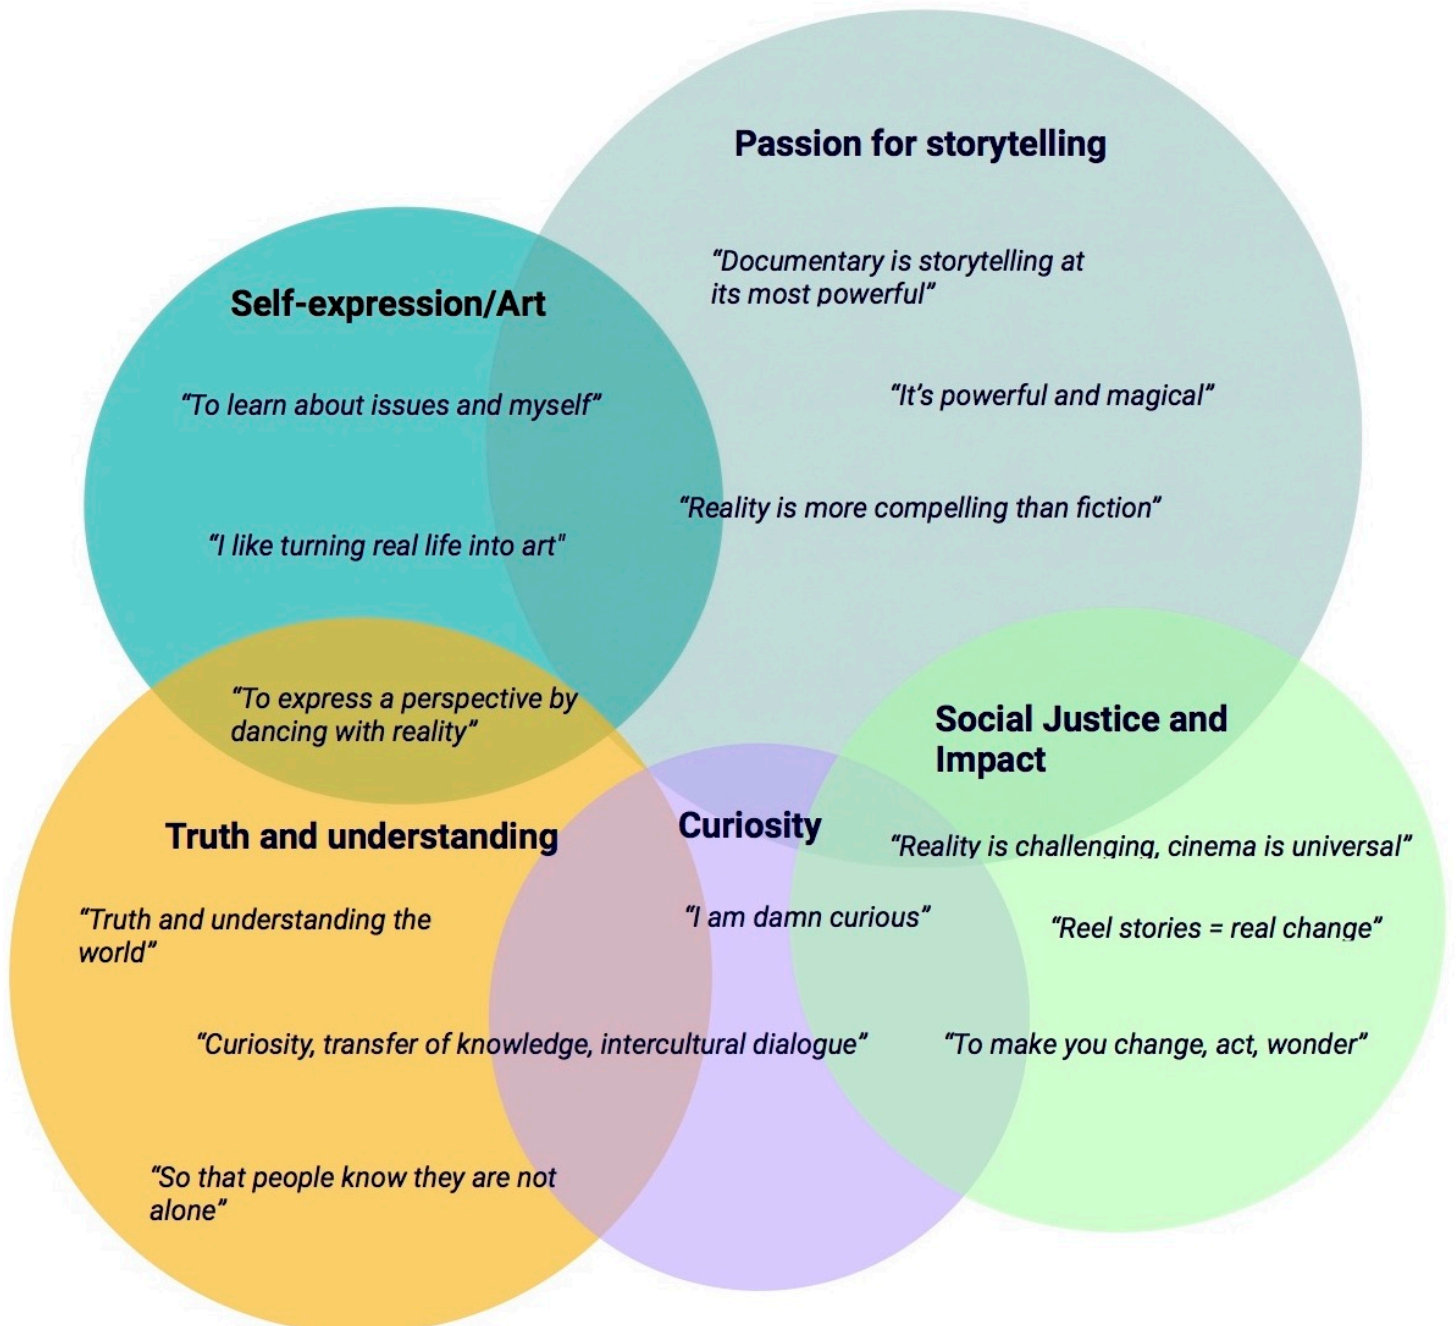 Passion for storytelling
“Documentary is storytelling at
its most powerful”
Self-expression/Art
“It’s powerful and magical”
“To learn about issues and myself”
“Reality is more compelling than fiction”
“I like turning real life into art"
“To express a perspective by
dancing with reality”
Social Justice and
Impact
Truth and understanding
Curiosity
“Reality is challenging, cinema is universal”
“Truth and understanding the
world”
“I am damn curious”
“Reel stories = real change”
“Curiosity, transfer of knowledge, intercultural dialogue”
“To make you change, act, wonder”
“So that people know they are not
alone”